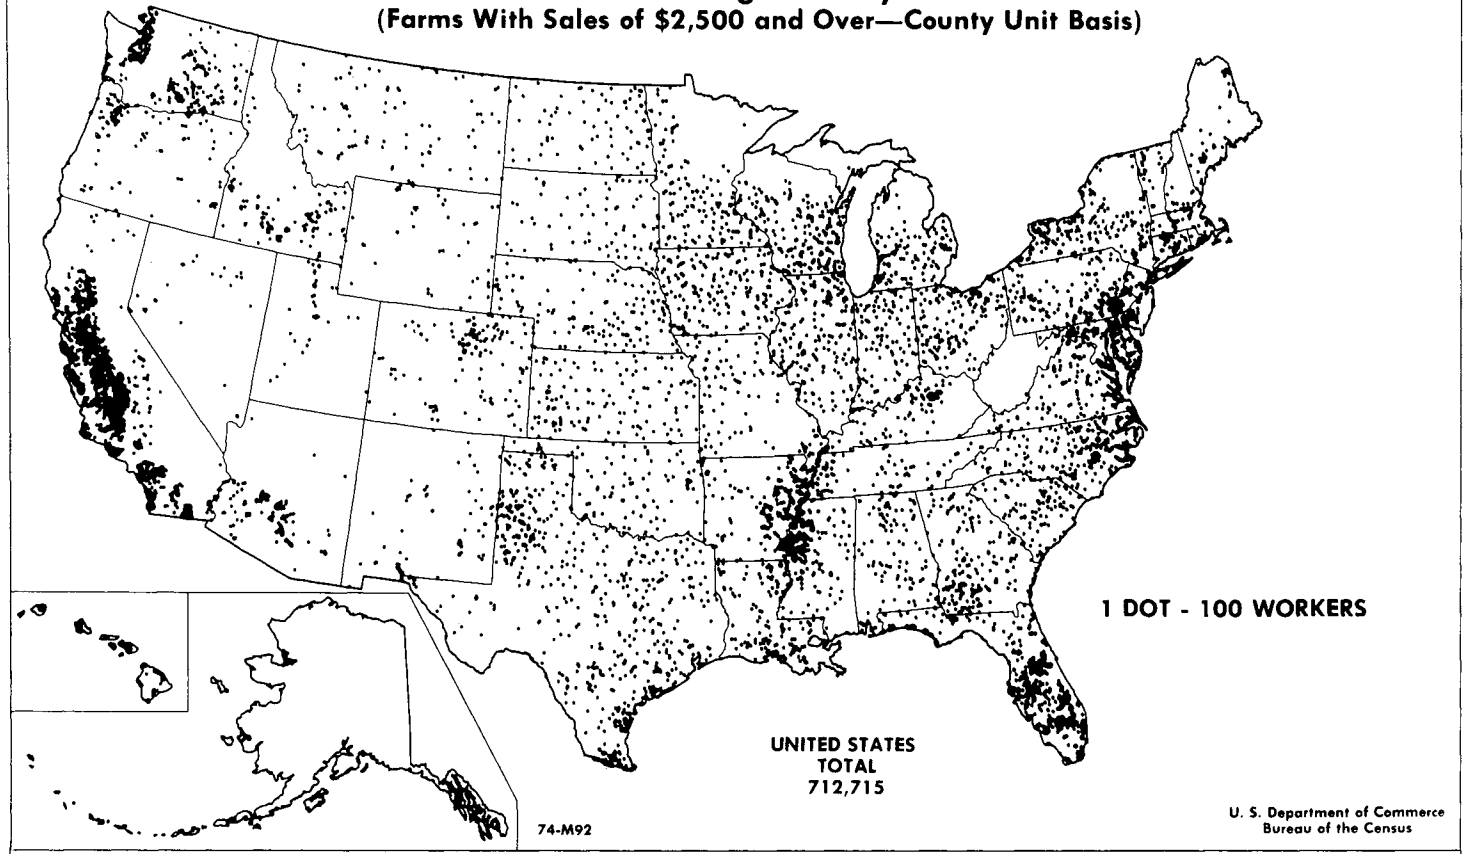 (Farms With Sales of $2,500 and Over—County Unit Basis)
1 DOT - 100 WORKERS
UNITED STATES
TOTAL
712,715
74-M92
U. S. Department of Commerce
Bureau of the Census